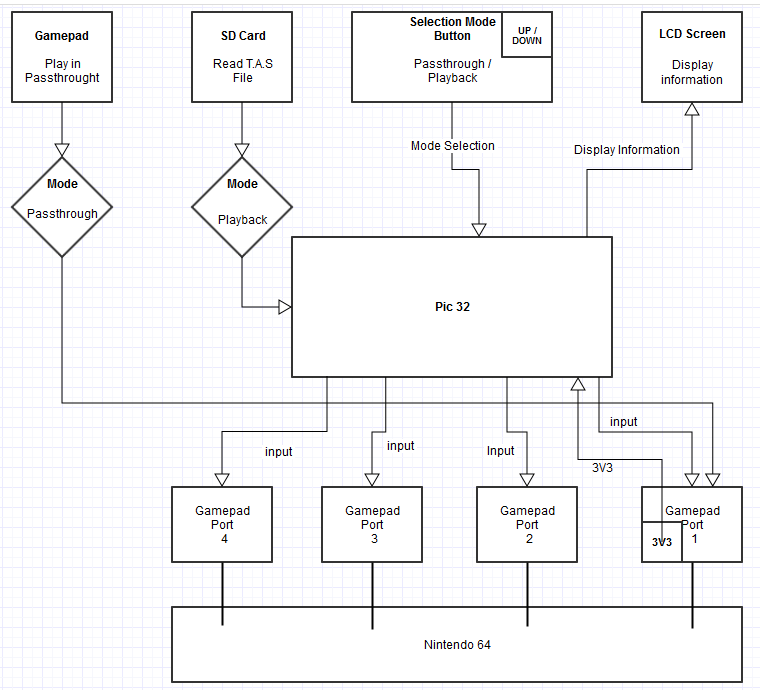 Gamepad
Play in
Passthrought
SD Card
Read T.A.S
File
Selection Mode
Button
Passthrough /
Playback
UP /
DOWN
LCD Screen
Display
information
Mode Selection
Display Information
Mode
Passthrough
Mode
Playback
Pic 32
input
input
Input
input
3V3
Gamepad
Port
4
Gamepad
Port
3
Gamepad
Port
2
Gamepad
Port
1
3V3
Nintendo 64